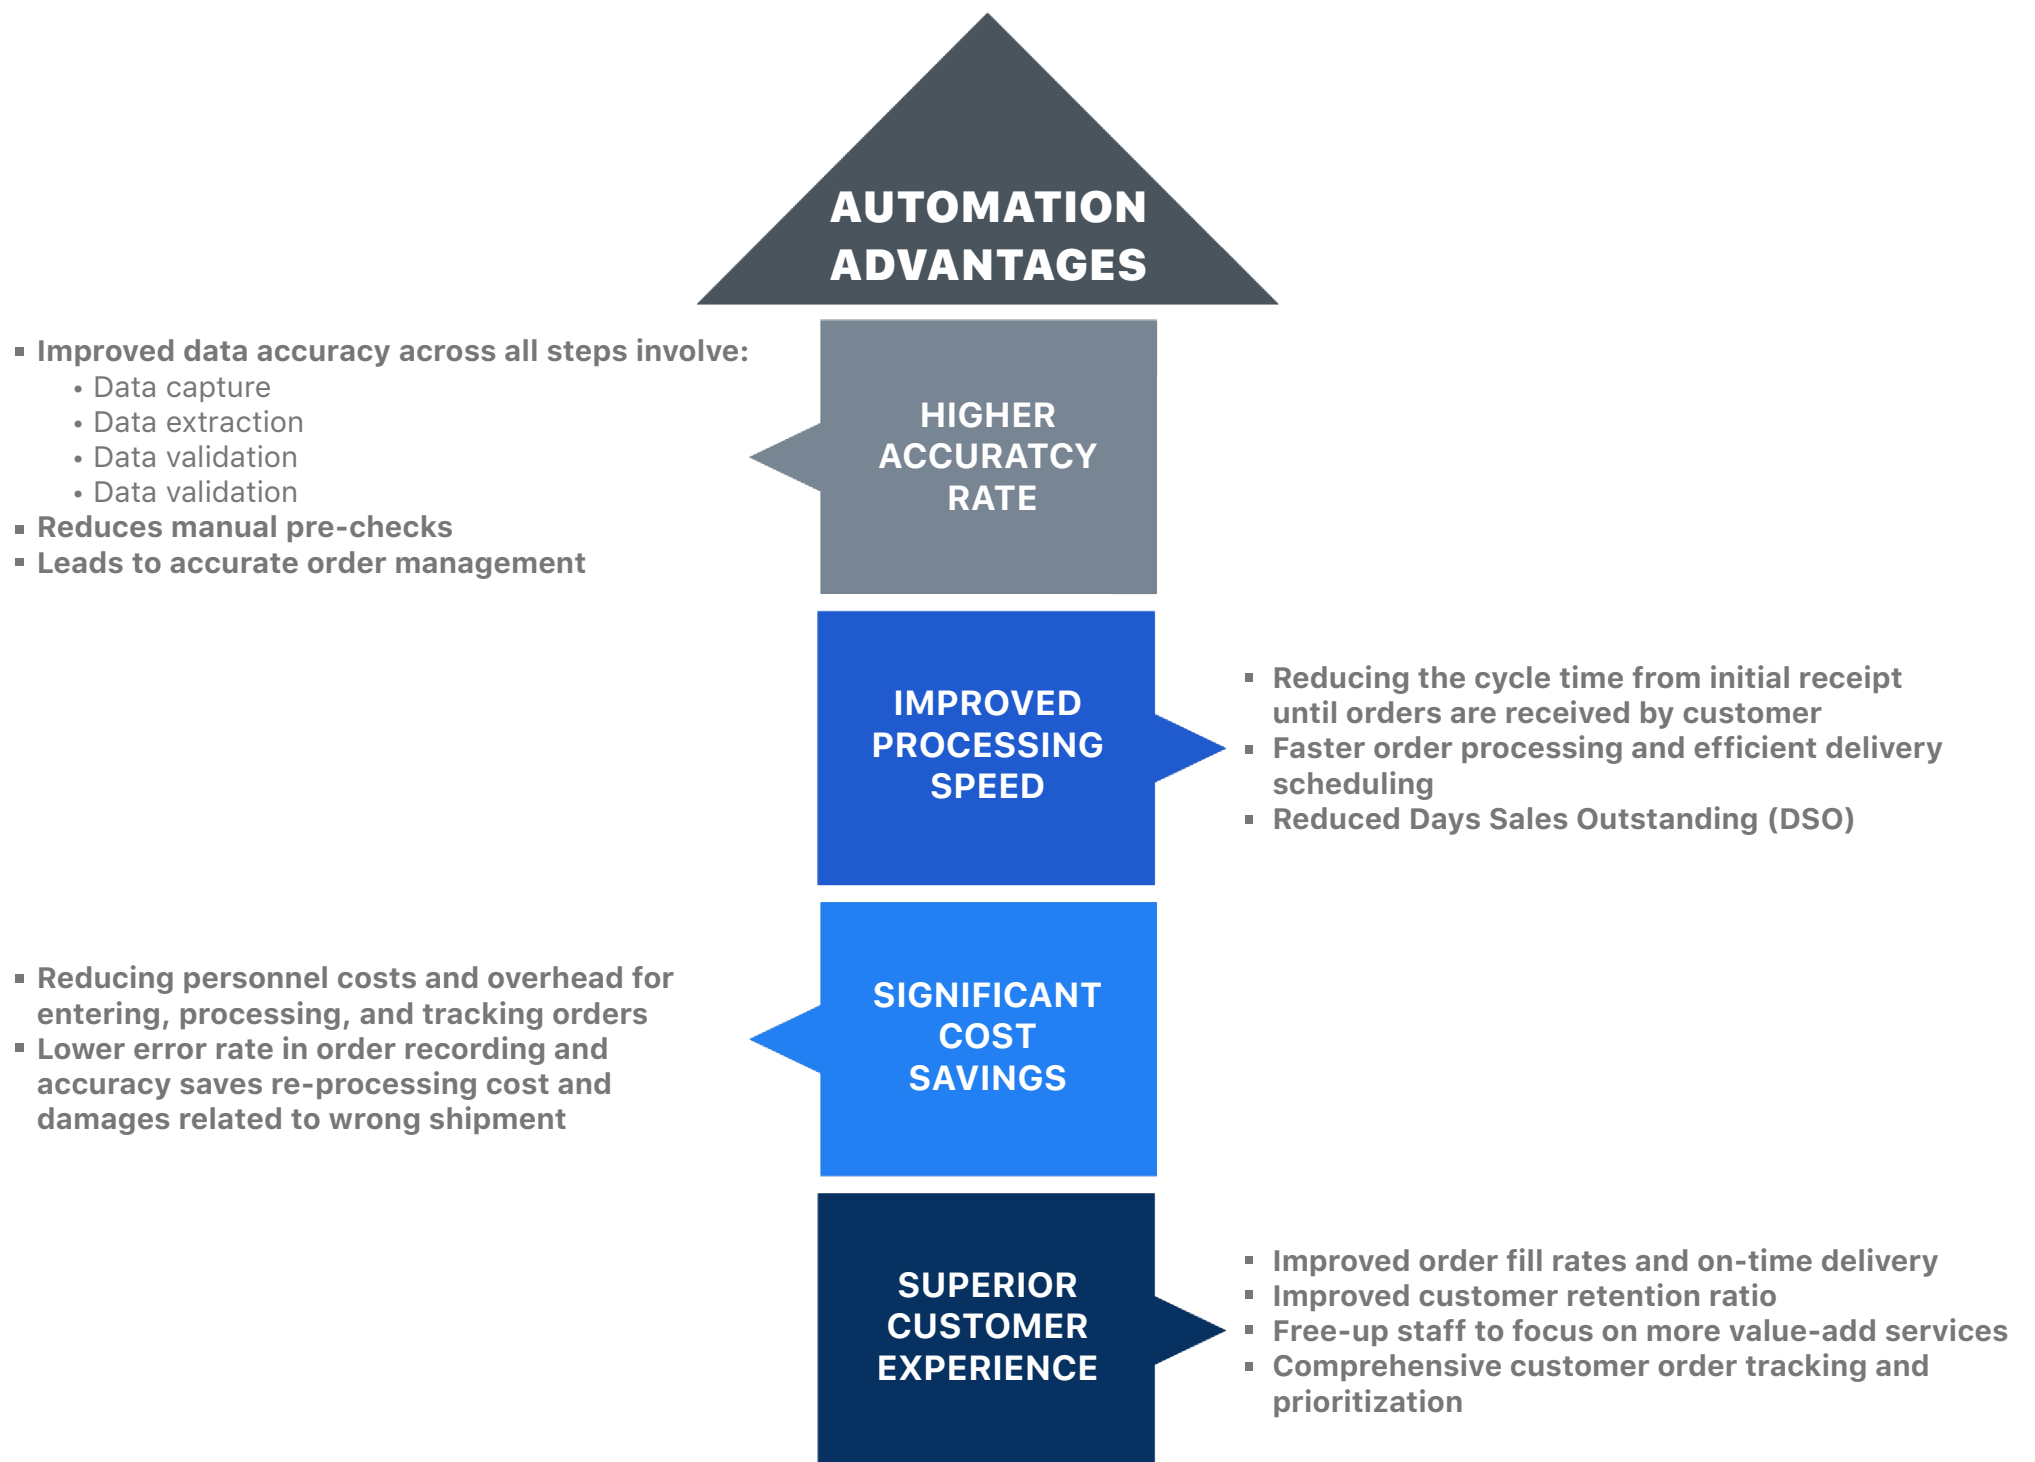 AUTOMATION
ADVANTAGES
▪ Improved data accuracy across all steps involve:
• Data capture
• Data extraction
• Data validation
• Data validation
▪ Reduces manual pre-checks
▪ Leads to accurate order management
HIGHER
ACCURATCY
RATE
IMPROVED
PROCESSING
SPEED
▪ Reducing the cycle time from initial receipt
until orders are received by customer
▪ Faster order processing and efficient delivery
scheduling
▪ Reduced Days Sales Outstanding (DSO)
▪ Reducing personnel costs and overhead for
entering, processing, and tracking orders
▪ Lower error rate in order recording and
accuracy saves re-processing cost and
damages related to wrong shipment
SIGNIFICANT
COST
SAVINGS
SUPERIOR
CUSTOMER
EXPERIENCE
▪ Improved order fill rates and on-time delivery
▪ Improved customer retention ratio
▪ Free-up staff to focus on more value-add services
▪ Comprehensive customer order tracking and
prioritization